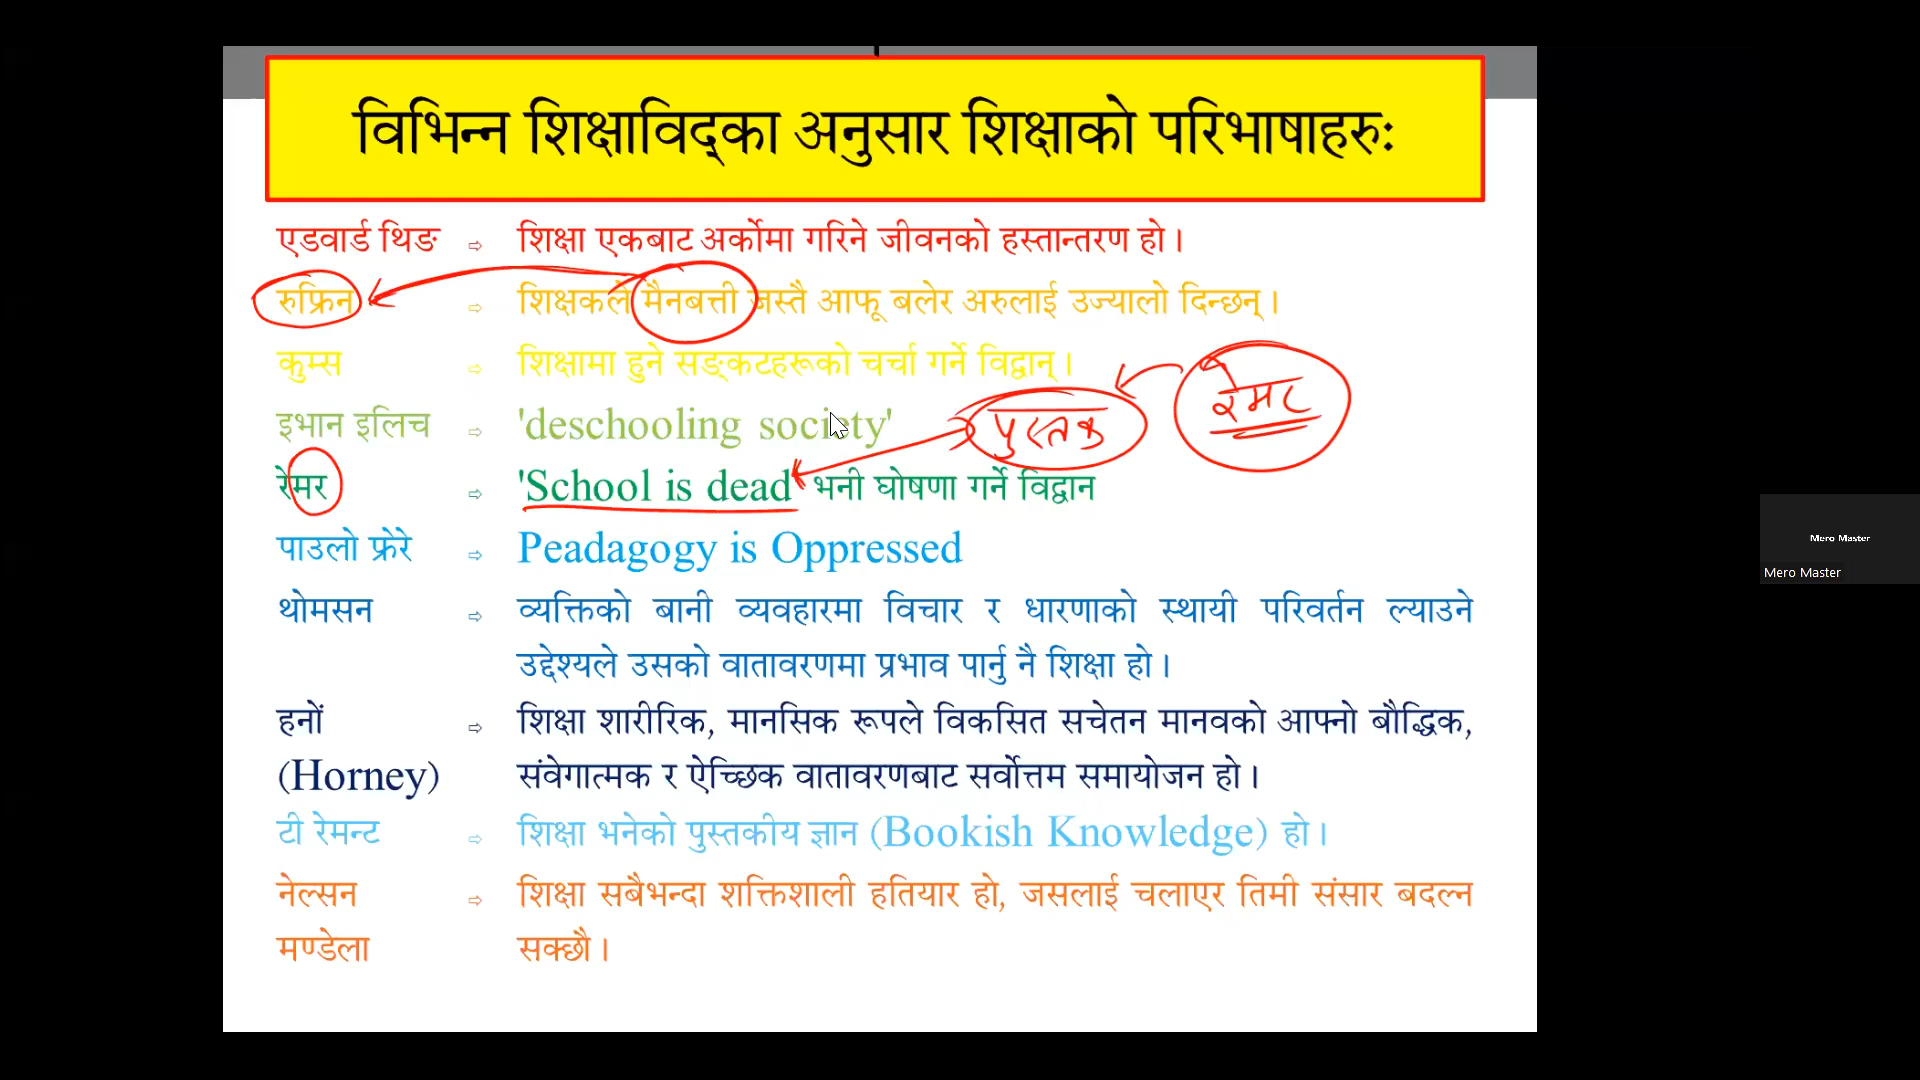 विभिन्न शिक्षाविद्का अनुसार शिक्षाको परिभाषाहरुः
एडवार्ड थिङ ⇨ शिक्षा एकबाट अर्कोमा गरिने जीवनको हस्तान्तरण हो।
रुफ्रिन ⇨ शिक्षकले मैनबत्ती जस्तै आफू बलेर अरुलाई उज्यालो दिन्छन्।
कुम्स ⇨ शिक्षामा हुने सङ्कटहरूको चर्चा गर्ने विद्वान्।
रेमर
इभान इलिच ⇨ 'deschooling society'
पुस्तक
रेमर ⇨ 'School is dead' भनी घोषणा गर्ने विद्वान
पाउलो फ्रेरे ⇨ Peadagogy is Oppressed
थोमसन ⇨ व्यक्तिको बानी व्यवहारमा विचार र धारणाको स्थायी परिवर्तन ल्याउने
उद्देश्यले उसको वातावरणमा प्रभाव पार्नु नै शिक्षा हो।
हर्नो ⇨ शिक्षा शारीरिक, मानसिक रूपले विकसित सचेतन मानवको आफ्नो बौद्धिक,
(Horney) संवेगात्मक र ऐच्छिक वातावरणबाट सर्वोत्तम समायोजन हो।
टी रेमन्ट ⇨ शिक्षा भनेको पुस्तकीय ज्ञान (Bookish Knowledge) हो।
नेल्सन ⇨ शिक्षा सबैभन्दा शक्तिशाली हतियार हो, जसलाई चलाएर तिमी संसार बदल्न
मण्डेला सक्छौ।
Mero Master
Mero Master